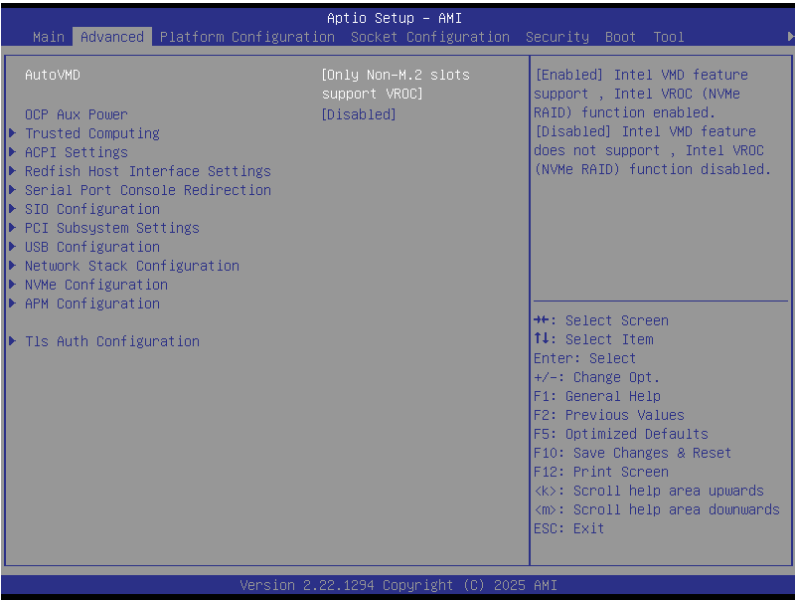 Aptio Setup – AMI
Main Advanced Platform Configuration Socket Configuration Security Boot Tool
AutoVMD [Only Non-M.2 slots
support VROC]
OCP Aux Power [Disabled]
Trusted Computing
ACPI Settings
Redfish Host Interface Settings
Serial Port Console Redirection
SIO Configuration
PCI Subsystem Settings
USB Configuration
Network Stack Configuration
NVMe Configuration
APM Configuration
Tls Auth Configuration
[Enabled] Intel VMD feature
support , Intel VROC (NVMe
RAID) function enabled.
[Disabled] Intel VMD feature
does not support , Intel VROC
(NVMe RAID) function disabled.
→←: Select Screen
↑↓: Select Item
Enter: Select
+/-: Change Opt.
F1: General Help
F2: Previous Values
F5: Optimized Defaults
F10: Save Changes & Reset
F12: Print Screen
<k>: Scroll help area upwards
<m>: Scroll help area downwards
ESC: Exit
Version 2.22.1294 Copyright (C) 2025 AMI